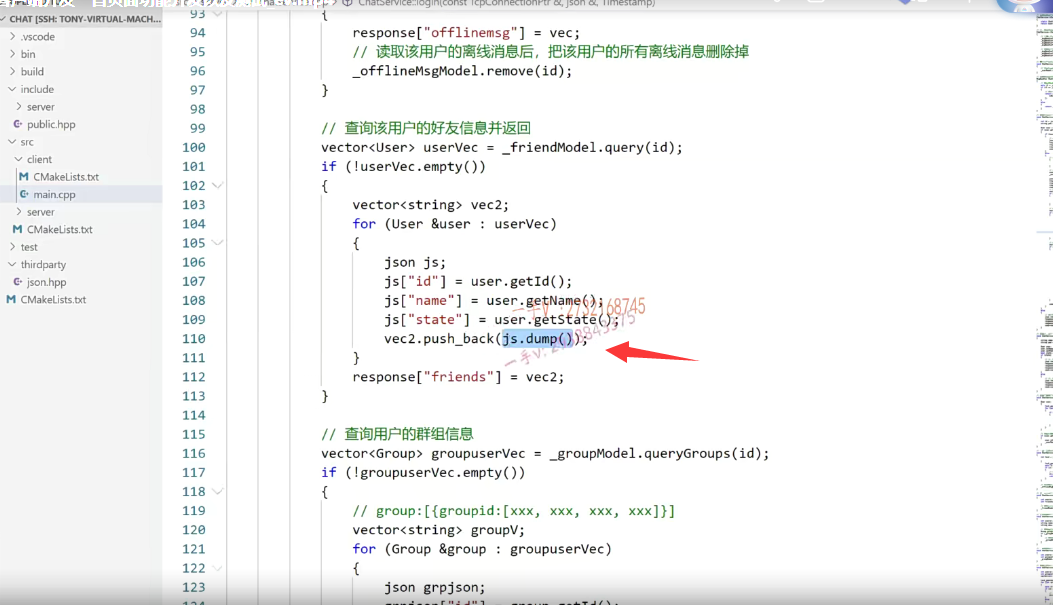 ChatService::login(const TcpConnectionPtr &, json &, Timestamp)
CHAT [SSH: TONY-VIRTUAL-MAC...
.vscode
bin
build
include
server
public.hpp
src
client
CMakeLists.txt
main.cpp
server
CMakeLists.txt
test
thirdparty
json.hpp
CMakeLists.txt
93 {
94 response["offlinemsg"] = vec;
95 // 读取该用户的离线消息后，把该用户的所有离线消息删除掉
96 _offlineMsgModel.remove(id);
97 }
98
99 // 查询该用户的好友信息并返回
100 vector<User> userVec = _friendModel.query(id);
101 if (!userVec.empty())
102 {
103 vector<string> vec2;
104 for (User &user : userVec)
105 {
106 json js;
107 js["id"] = user.getId();
108 js["name"] = user.getName();
109 js["state"] = user.getState();
110 vec2.push_back(js.dump());
111 }
112 response["friends"] = vec2;
113 }
114
115 // 查询用户的群组信息
116 vector<Group> groupuserVec = _groupModel.queryGroups(id);
117 if (!groupuserVec.empty())
118 {
119 // group:[{groupid:[xxx, xxx, xxx, xxx]}]
120 vector<string> groupV;
121 for (Group &group : groupuserVec)
122 {
123 json grpjson;
一手V：2732168745
一手V: